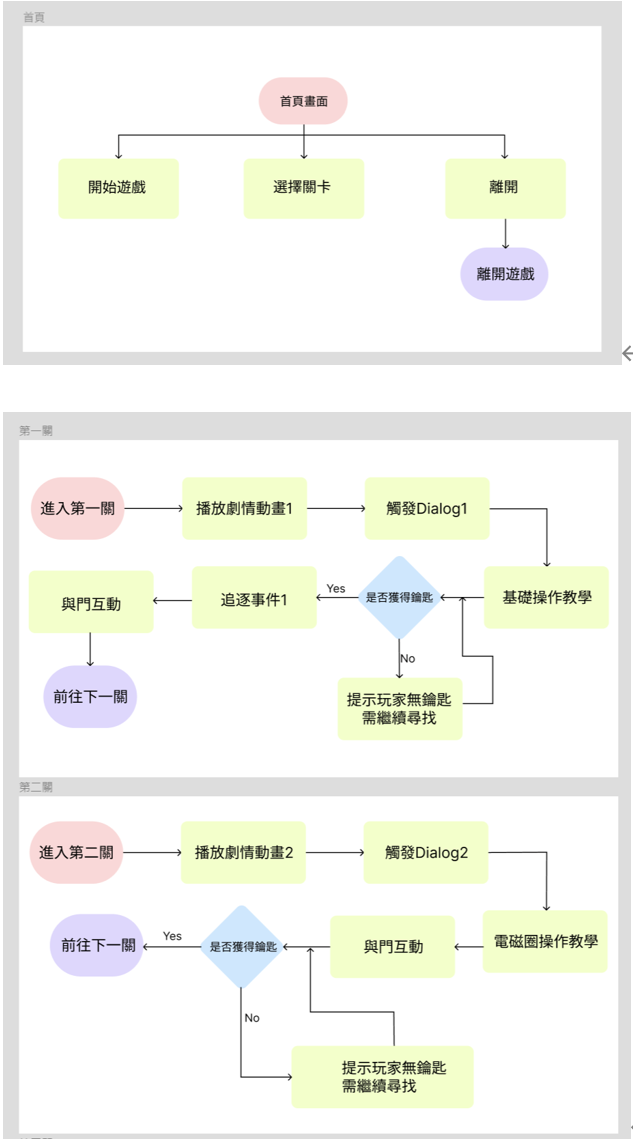 首頁
首頁畫面
開始遊戲
選擇關卡
離開
離開遊戲
第一關
進入第一關
播放劇情動畫1
觸發Dialog1
與門互動
追逐事件1
Yes
是否獲得鑰匙
基礎操作教學
No
前往下一關
提示玩家無鑰匙
需繼續尋找
第二關
進入第二關
播放劇情動畫2
觸發Dialog2
前往下一關
Yes
是否獲得鑰匙
與門互動
電磁圈操作教學
No
提示玩家無鑰匙
需繼續尋找